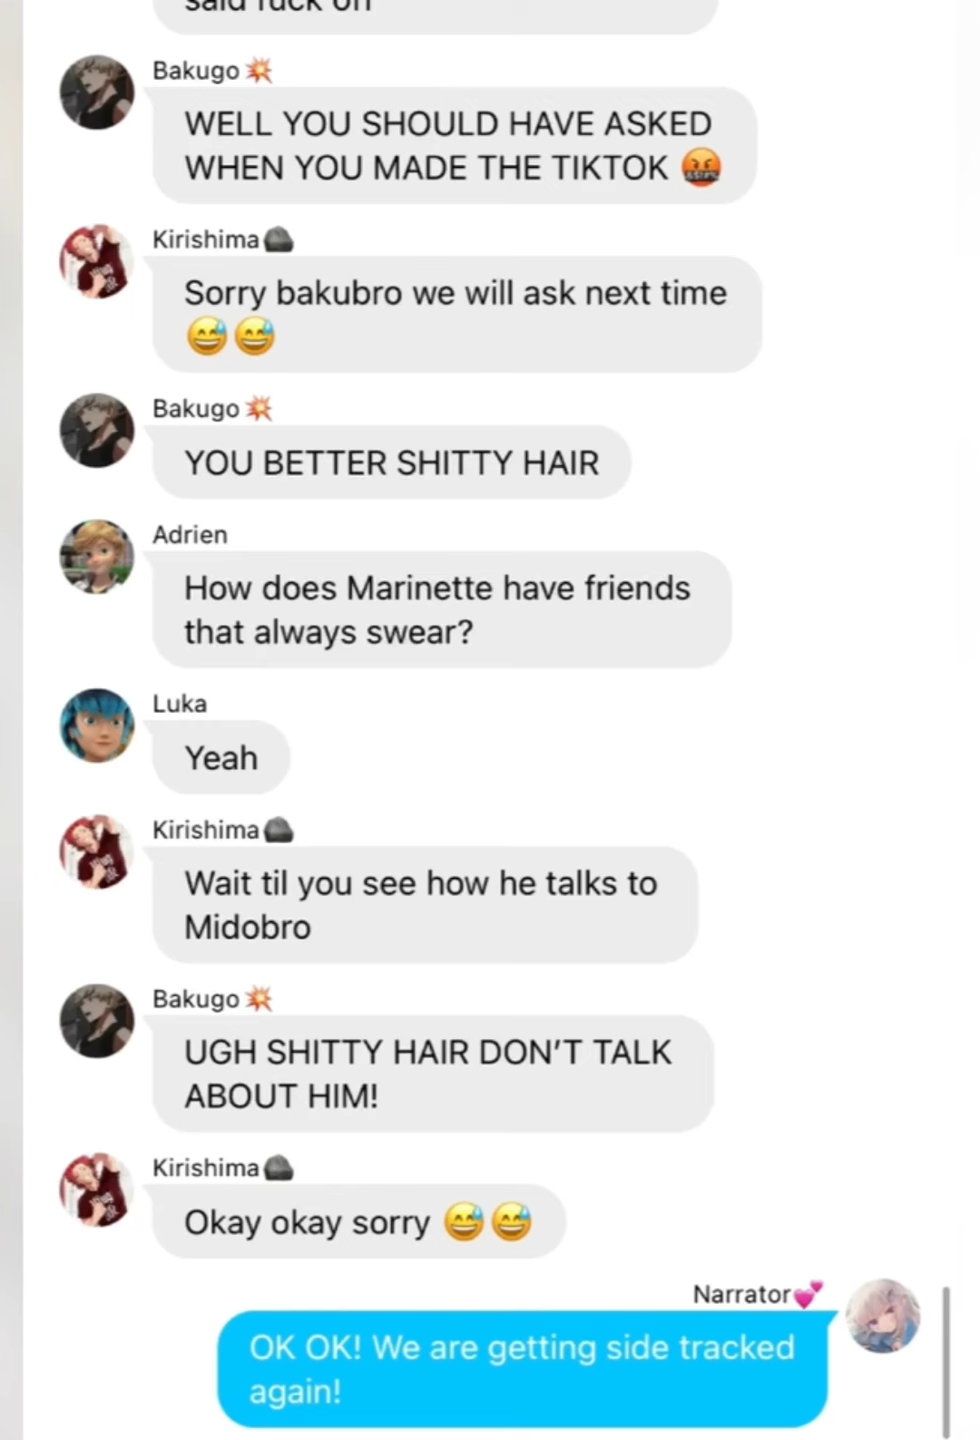 said fuck off
Bakugo 💥
WELL YOU SHOULD HAVE ASKED
WHEN YOU MADE THE TIKTOK 🤬
Kirishima🪨
Sorry bakubro we will ask next time
😅😅
Bakugo 💥
YOU BETTER SHITTY HAIR
Adrien
How does Marinette have friends
that always swear?
Luka
Yeah
Kirishima🪨
Wait til you see how he talks to
Midobro
Bakugo 💥
UGH SHITTY HAIR DON'T TALK
ABOUT HIM!
Kirishima🪨
Okay okay sorry 😅😅
Narrator💕
OK OK! We are getting side tracked
again!